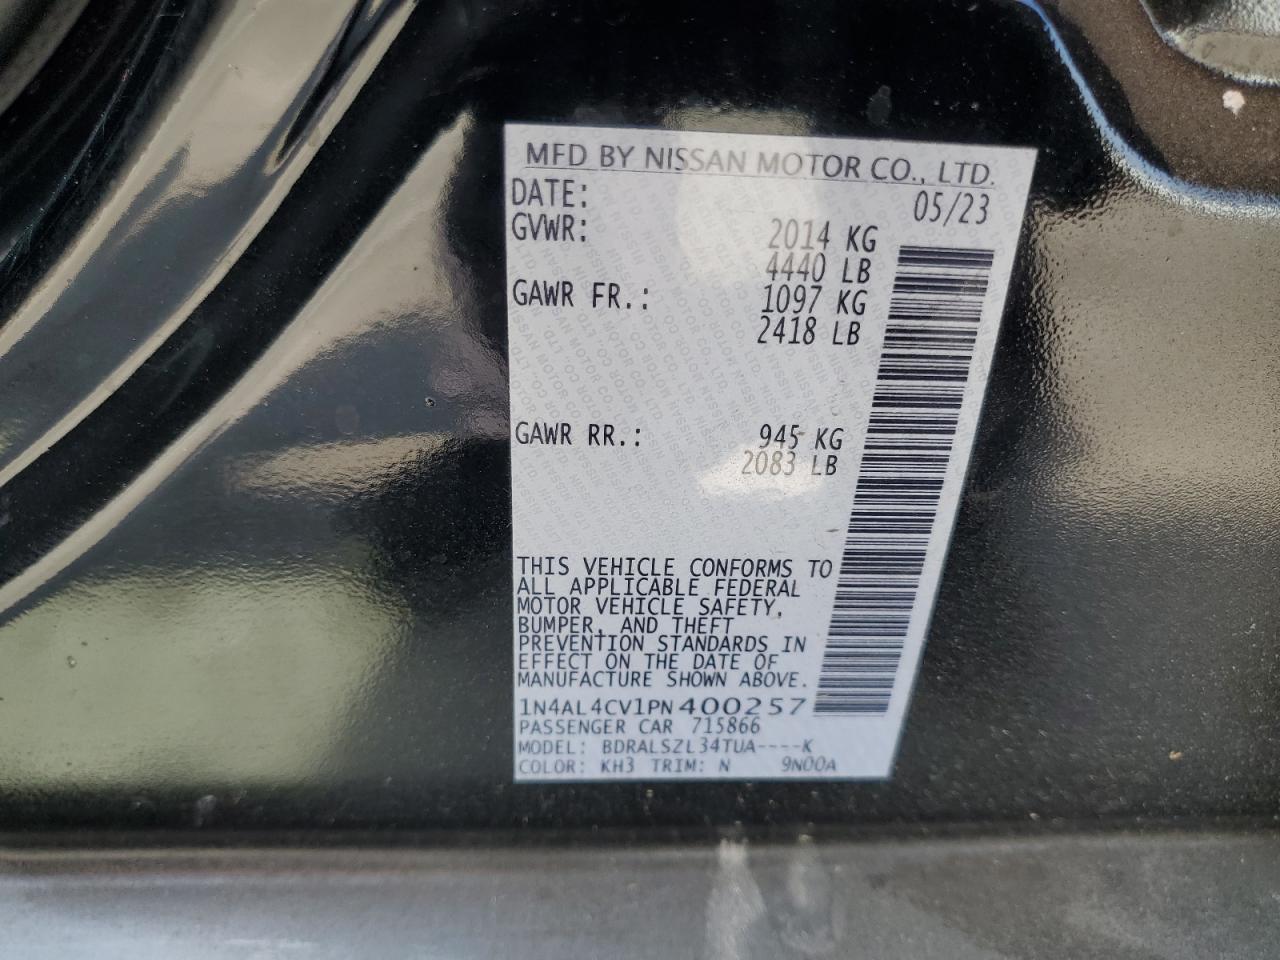 MFD BY NISSAN MOTOR CO., LTD.
DATE: 05/23
GVWR: 2014 KG
4440 LB
GAWR FR.: 1097 KG
2418 LB
GAWR RR.: 945 KG
2083 LB
THIS VEHICLE CONFORMS TO
ALL APPLICABLE FEDERAL
MOTOR VEHICLE SAFETY,
BUMPER, AND THEFT
PREVENTION STANDARDS IN
EFFECT ON THE DATE OF
MANUFACTURE SHOWN ABOVE.
1N4AL4CV1PN400257
PASSENGER CAR 715866
MODEL: BDRALSZL34TUA----K
COLOR: KH3 TRIM: N 9N00A